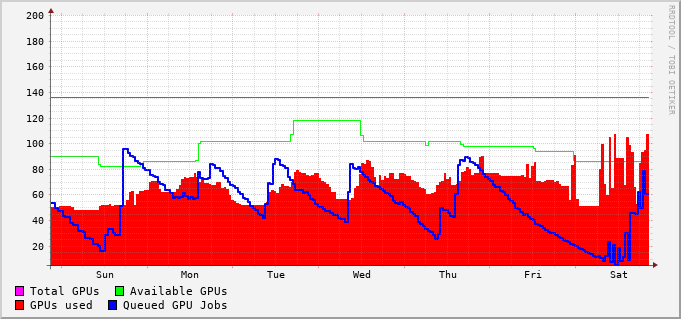 200
180
160
140
120
100
80
60
40
20
Sun Mon Tue Wed Thu Fri Sat
Total GPUs Available GPUs
GPUs used Queued GPU Jobs
RRDTOOL / TOBI OETIKER